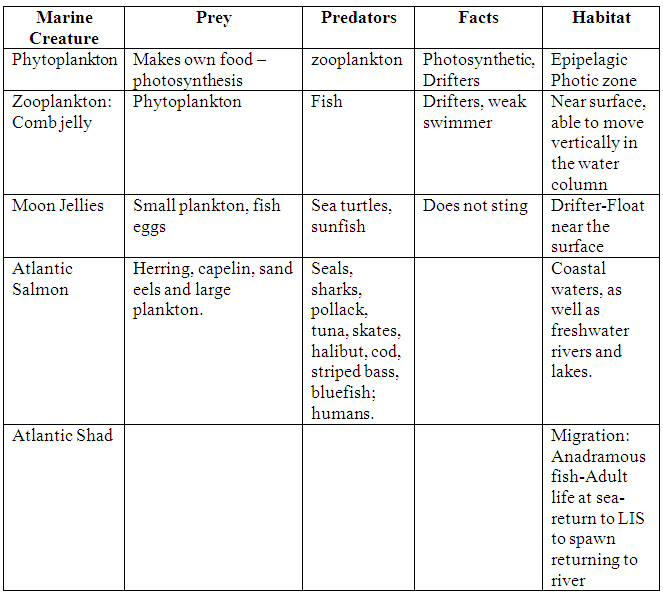 Marine Creature
Prey
Predators
Facts
Habitat
Phytoplankton
Makes own food –
photosynthesis
zooplankton
Photosynthetic,
Drifters
Epipelagic
Photic zone
Zooplankton:
Comb jelly
Phytoplankton
Fish
Drifters, weak
swimmer
Near surface,
able to move
vertically in
the water
column
Moon Jellies
Small plankton, fish
eggs
Sea turtles,
sunfish
Does not sting
Drifter-Float
near the
surface
Atlantic
Salmon
Herring, capelin, sand
eels and large
plankton.
Seals,
sharks,
pollack,
tuna, skates,
halibut, cod,
striped bass,
bluefish;
humans.
Coastal
waters, as
well as
freshwater
rivers and
lakes.
Atlantic Shad
Migration:
Anadramous
fish-Adult
life at sea-
return to LIS
to spawn
returning to
river